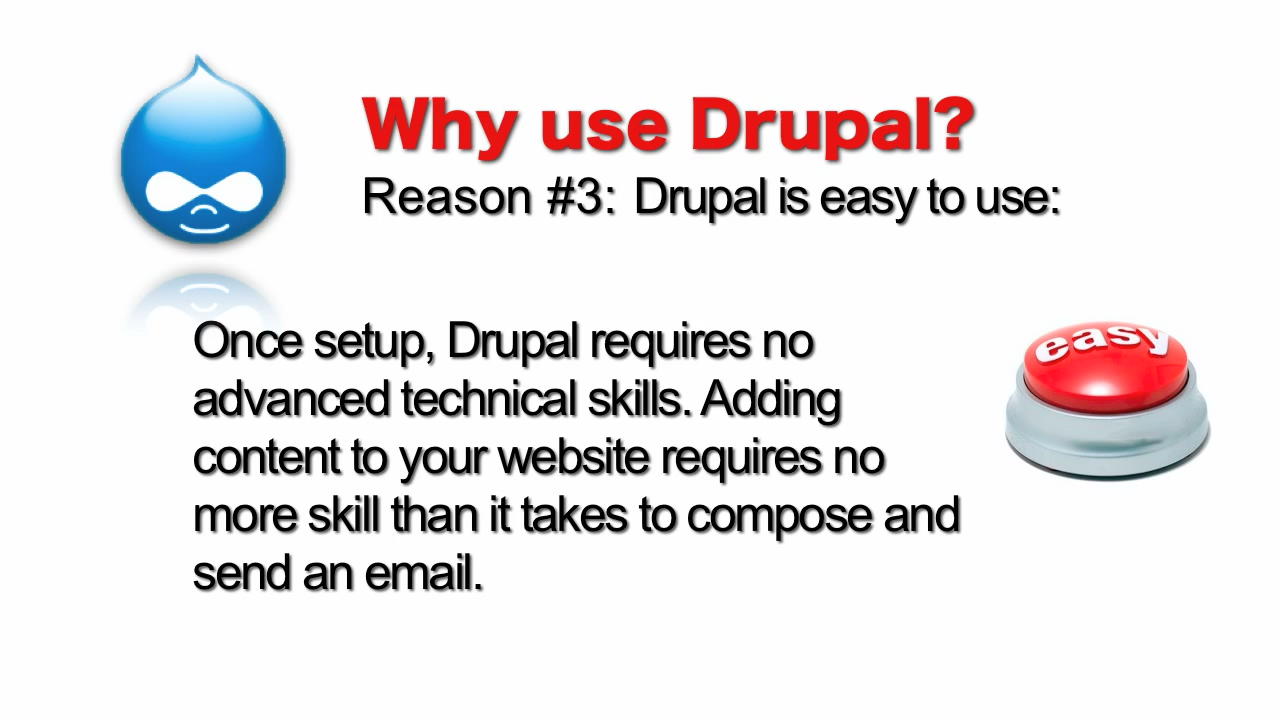 Why use Drupal?
Reason #3: Drupal is easy to use:
Once setup, Drupal requires no
advanced technical skills. Adding
content to your website requires no
more skill than it takes to compose and
send an email.
easy